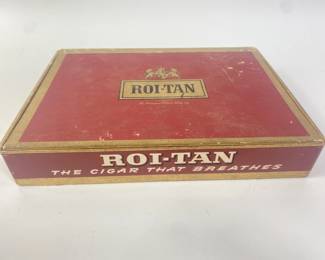 ROI-TAN
ROI-TAN
THE CIGAR THAT BREATHES